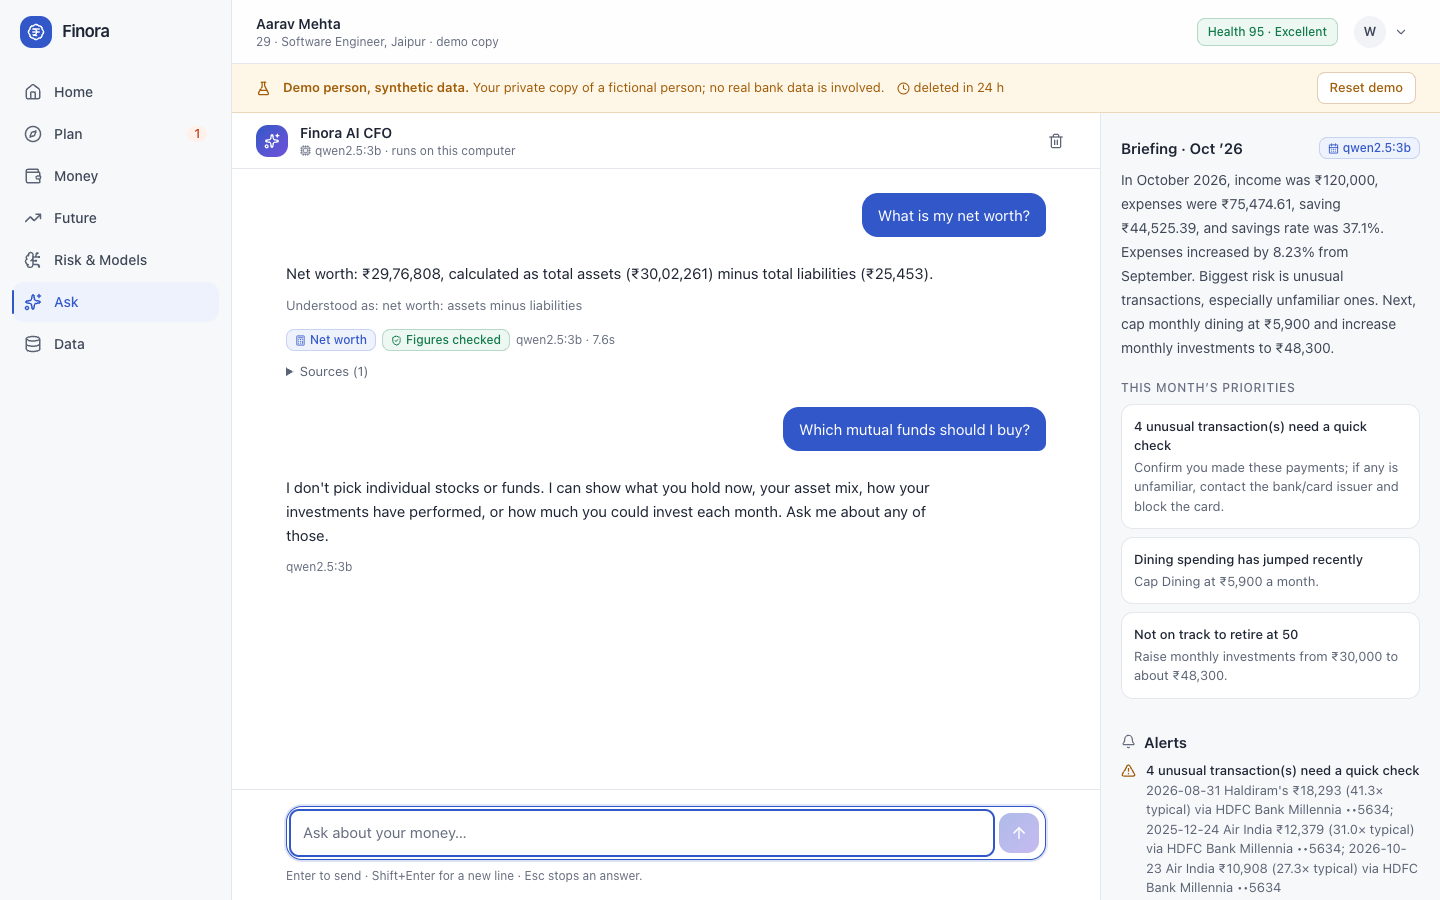 Finora
Home
Plan 1
Money
Future
Risk & Models
Ask
Data
Aarav Mehta
29 · Software Engineer, Jaipur · demo copy
Health 95 · Excellent
W
Demo person, synthetic data. Your private copy of a fictional person; no real bank data is involved. deleted in 24 h
Reset demo
Finora AI CFO
qwen2.5:3b · runs on this computer
What is my net worth?
Net worth: ₹29,76,808, calculated as total assets (₹30,02,261) minus total liabilities (₹25,453).
Understood as: net worth: assets minus liabilities
Net worth Figures checked qwen2.5:3b · 7.6s
Sources (1)
Which mutual funds should I buy?
I don't pick individual stocks or funds. I can show what you hold now, your asset mix, how your
investments have performed, or how much you could invest each month. Ask me about any of
those.
qwen2.5:3b
Ask about your money...
Enter to send · Shift+Enter for a new line · Esc stops an answer.
Briefing · Oct ’26
qwen2.5:3b
In October 2026, income was ₹120,000,
expenses were ₹75,474.61, saving
₹44,525.39, and savings rate was 37.1%.
Expenses increased by 8.23% from
September. Biggest risk is unusual
transactions, especially unfamiliar ones. Next,
cap monthly dining at ₹5,900 and increase
monthly investments to ₹48,300.
THIS MONTH’S PRIORITIES
4 unusual transaction(s) need a quick
check
Confirm you made these payments; if any is
unfamiliar, contact the bank/card issuer and
block the card.
Dining spending has jumped recently
Cap Dining at ₹5,900 a month.
Not on track to retire at 50
Raise monthly investments from ₹30,000 to
about ₹48,300.
Alerts
4 unusual transaction(s) need a quick check
2026-08-31 Haldiram's ₹18,293 (41.3×
typical) via HDFC Bank Millennia ••5634;
2025-12-24 Air India ₹12,379 (31.0× typical)
via HDFC Bank Millennia ••5634; 2026-10-
23 Air India ₹10,908 (27.3× typical) via HDFC
Bank Millennia ••5634